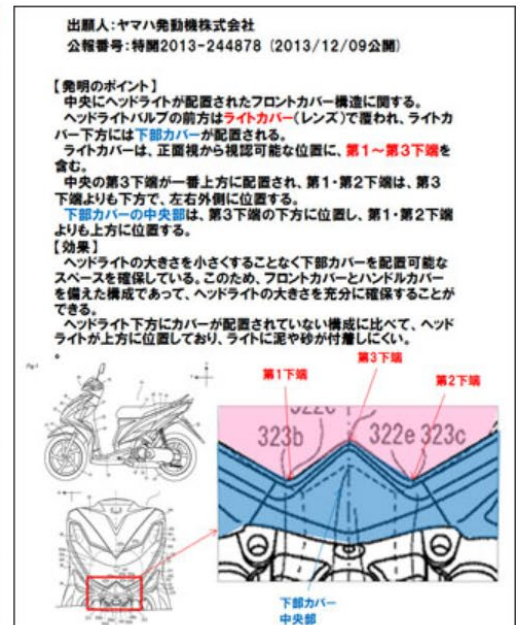 出願人:ヤマハ発動機株式会社
公報番号:特開2013-244878 (2013/12/09公開)
【発明のポイント】
中央にヘッドライトが配置されたフロントカバー構造に関する。
ヘッドライトバルブの前方はライトカバー(レンズ)で覆われ、ライトカ
バー下方には下部カバーが配置される。
ライトカバーは、正面視から視認可能な位置に、第1~第3下端を
含む。
中央の第3下端が一番上方に配置され、第1・第2下端は、第3
下端よりも下方で、左右外側に位置する。
下部カバーの中央部は、第3下端の下方に位置し、第1・第2下端
よりも上方に位置する。
【効果】
ヘッドライトの大きさを小さくすることなく下部カバーを配置可能な
スペースを確保している。このため、フロントカバーとハンドルカバー
を備えた構成であって、ヘッドライトの大きさを充分に確保することが
できる。
ヘッドライト下方にカバーが配置されていない構成に比べて、ヘッド
ライトが上方に位置しており、ライトに泥や砂が付着しにくい。
第3下端
第1下端
第2下端
323b
322e
323c
下部カバー
中央部